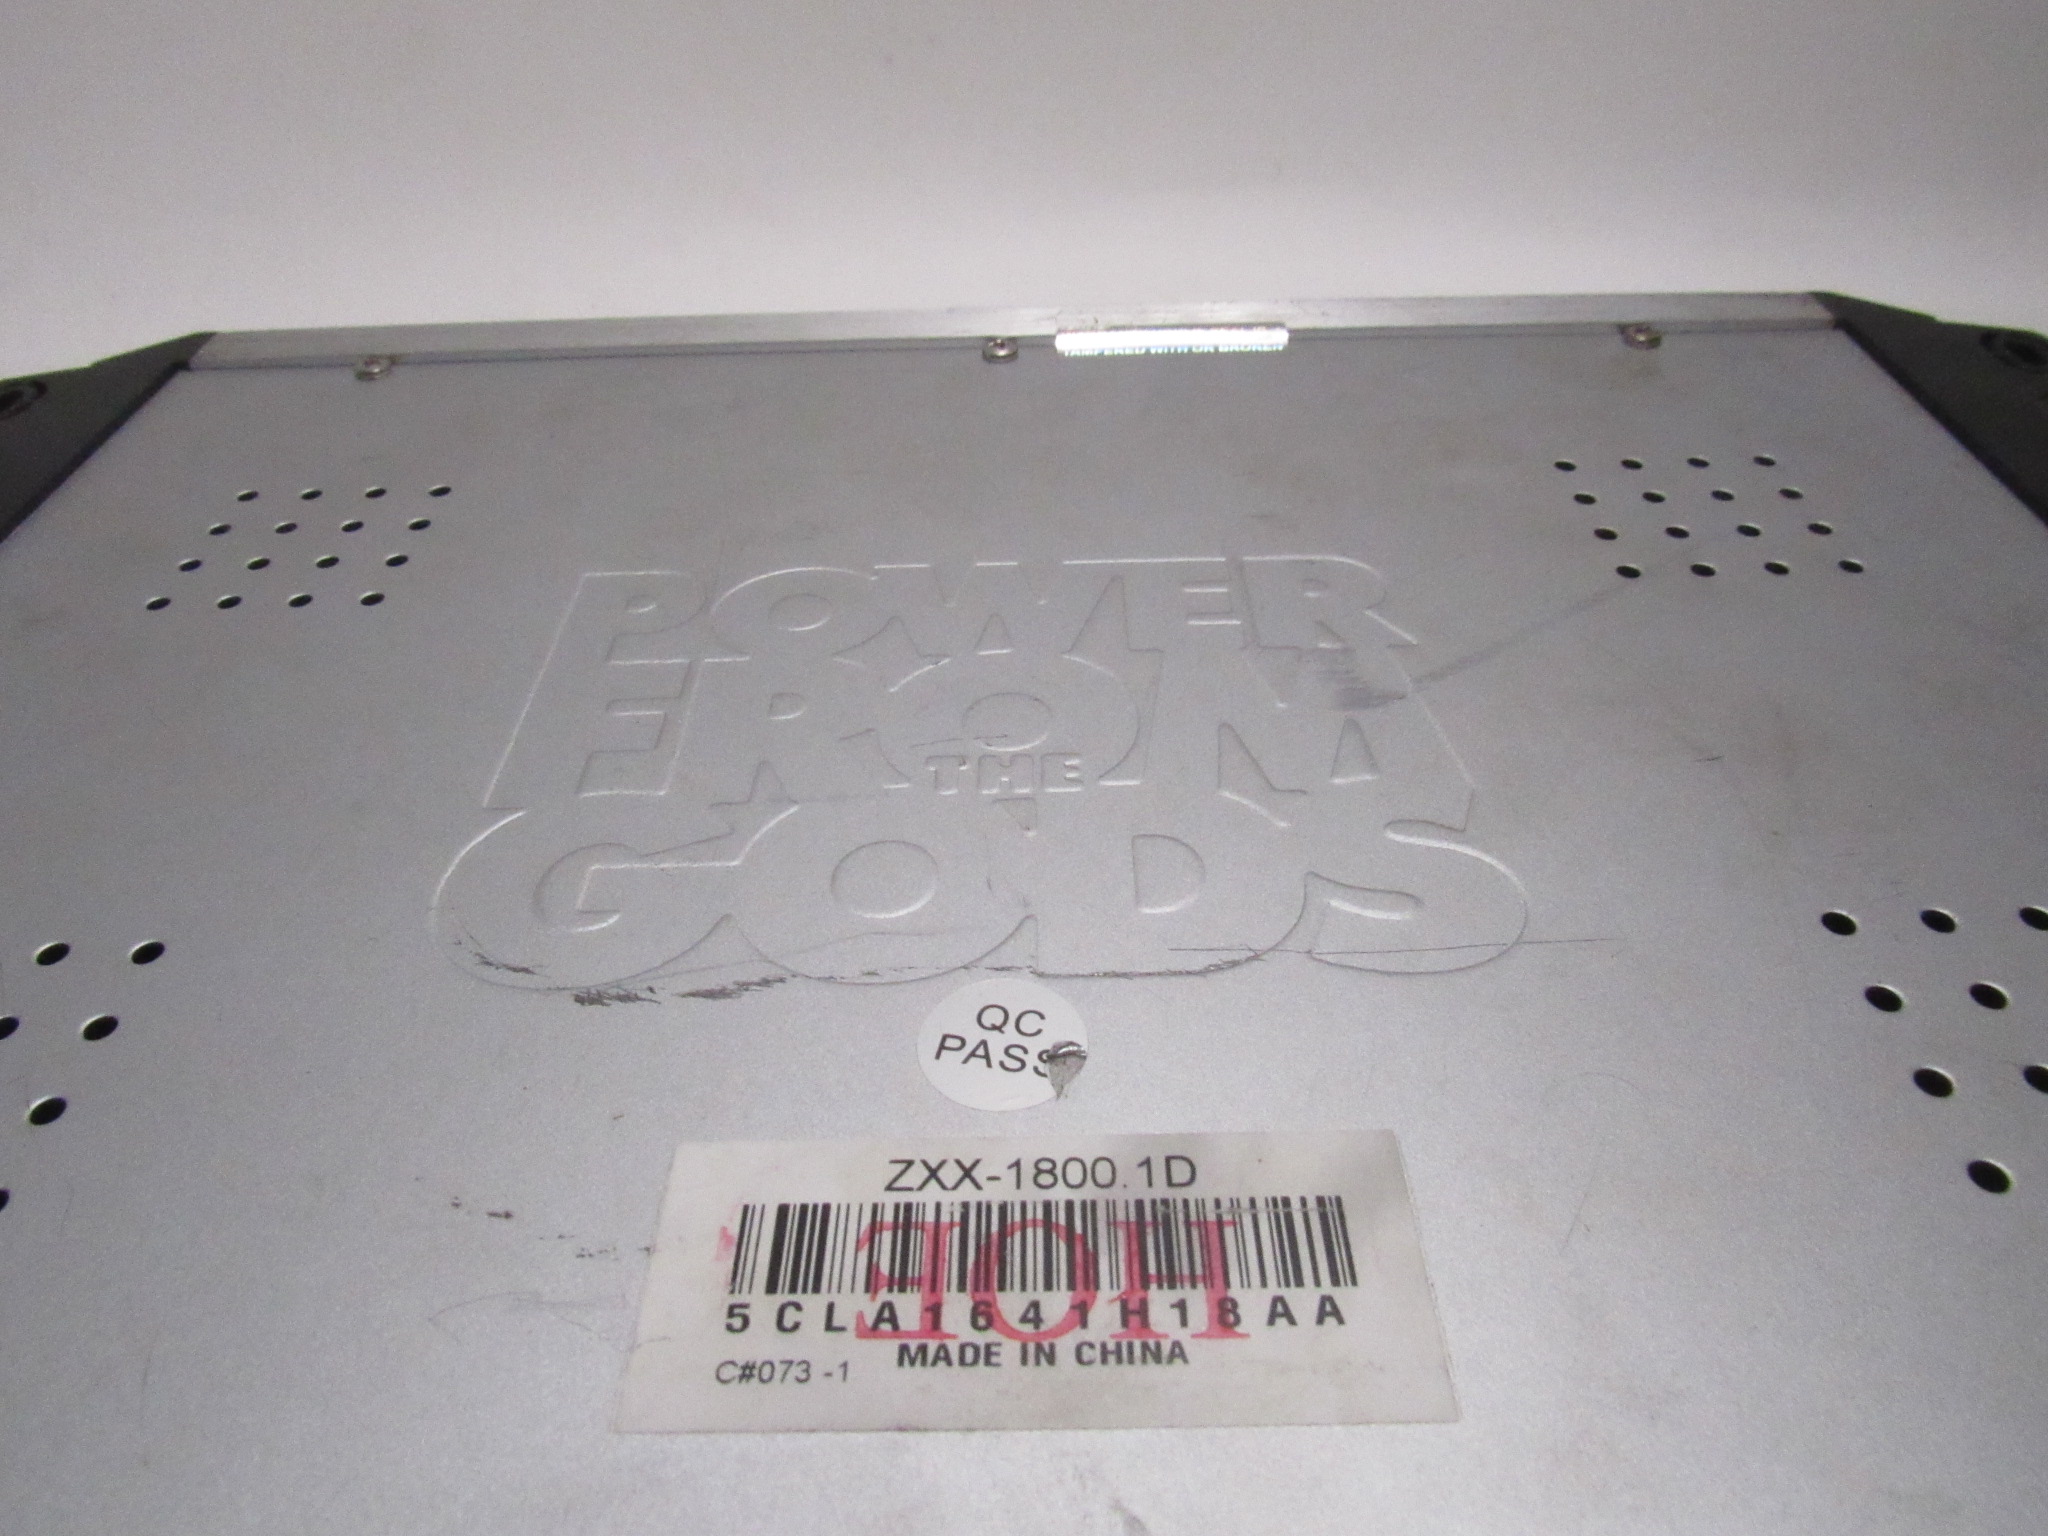 TAMPERED WITH OR BROKEN
POWER
FROM
THE
GODS
QC
PASS
ZXX-1800.1D
HOE
5CLA1641H18AA
MADE IN CHINA
C#073 -1